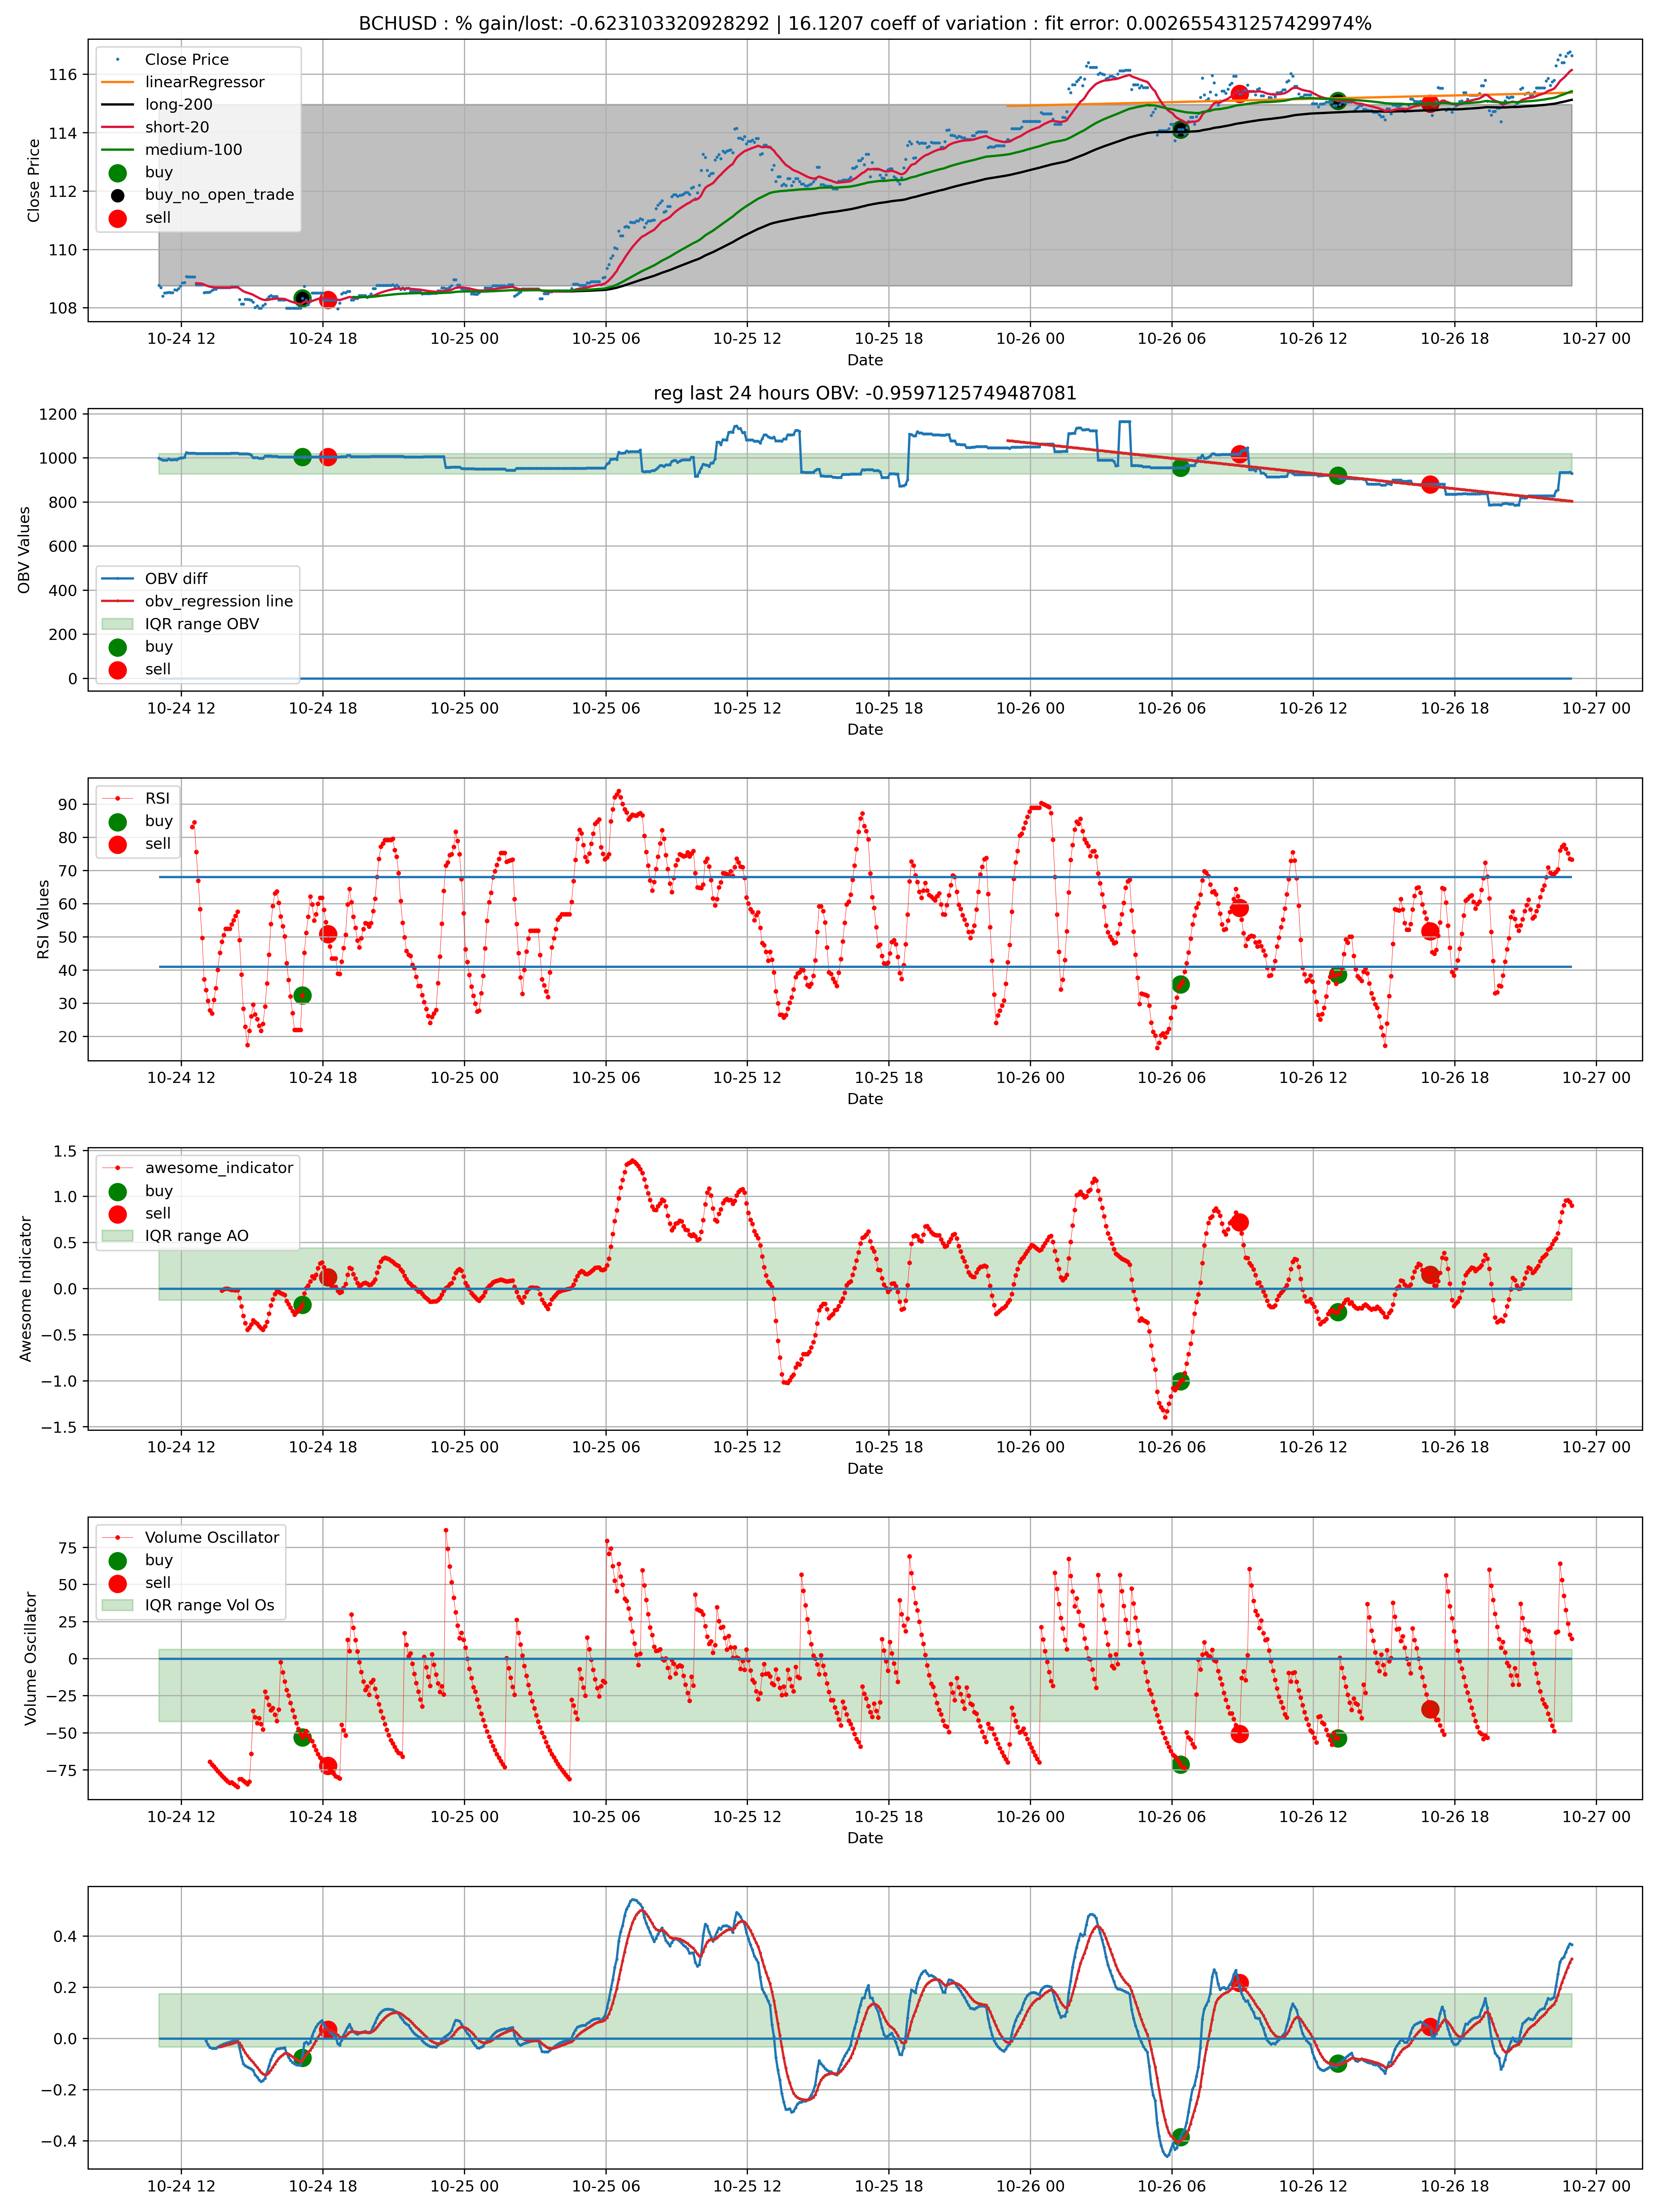 BCHUSD : % gain/lost: -0.623103320928292 | 16.1207 coeff of variation : fit error: 0.002655431257429974%
Close Price
linearRegressor
long-200
short-20
medium-100
buy
buy_no_open_trade
sell
Close Price
116
114
112
110
108
10-24 12 10-24 18 10-25 00 10-25 06 10-25 12 10-25 18 10-26 00 10-26 06 10-26 12 10-26 18 10-27 00
Date
reg last 24 hours OBV: -0.9597125749487081
OBV Values
1200
1000
800
600
400
200
0
OBV diff
obv_regression line
IQR range OBV
buy
sell
10-24 12 10-24 18 10-25 00 10-25 06 10-25 12 10-25 18 10-26 00 10-26 06 10-26 12 10-26 18 10-27 00
Date
RSI
buy
sell
RSI Values
90
80
70
60
50
40
30
20
10-24 12 10-24 18 10-25 00 10-25 06 10-25 12 10-25 18 10-26 00 10-26 06 10-26 12 10-26 18 10-27 00
Date
awesome_indicator
buy
sell
IQR range AO
Awesome Indicator
1.5
1.0
0.5
0.0
−0.5
−1.0
−1.5
10-24 12 10-24 18 10-25 00 10-25 06 10-25 12 10-25 18 10-26 00 10-26 06 10-26 12 10-26 18 10-27 00
Date
Volume Oscillator
buy
sell
IQR range Vol Os
Volume Oscillator
75
50
25
0
−25
−50
−75
10-24 12 10-24 18 10-25 00 10-25 06 10-25 12 10-25 18 10-26 00 10-26 06 10-26 12 10-26 18 10-27 00
Date
0.4
0.2
0.0
−0.2
−0.4
10-24 12 10-24 18 10-25 00 10-25 06 10-25 12 10-25 18 10-26 00 10-26 06 10-26 12 10-26 18 10-27 00